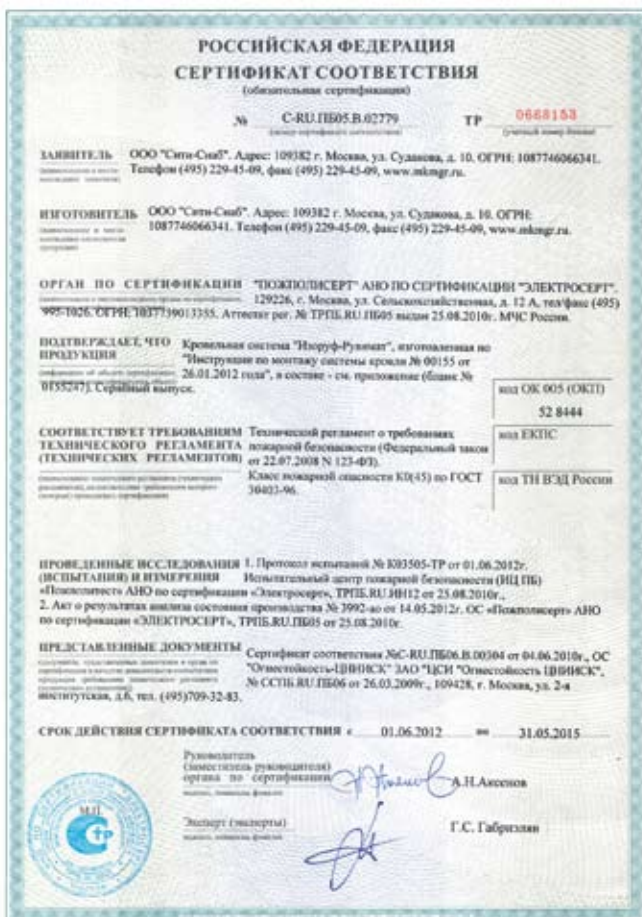 РОССИЙСКАЯ ФЕДЕРАЦИЯ
СЕРТИФИКАТ СООТВЕТСТВИЯ
(обязательная сертификация)
№ C-RU.ПБ05.В.02779 ТР 0668153
(номер сертификата соответствия) (учетный номер бланка)
ЗАЯВИТЕЛЬ ООО "Сити-Снаб". Адрес: 109382 г. Москва, ул. Судакова, д. 10. ОГРН: 1087746066341.
Телефон (495) 229-45-09, факс (495) 229-45-09, www.mkmgr.ru.
ИЗГОТОВИТЕЛЬ ООО "Сити-Снаб". Адрес: 109382 г. Москва, ул. Судакова, д. 10. ОГРН:
1087746066341. Телефон (495) 229-45-09, факс (495) 229-45-09, www.mkmgr.ru.
ОРГАН ПО СЕРТИФИКАЦИИ "ПОЖПОЛИСЕРТ" АНО ПО СЕРТИФИКАЦИИ "ЭЛЕКТРОСЕРТ".
129226, г. Москва, ул. Сельскохозяйственная, д. 12 А, тел/факс (495)
995-1026. ОГРН: 1037739013355. Аттестат рег. № ТРПБ.RU.ПБ05 выдан 25.08.2010г. МЧС России.
ПОДТВЕРЖДАЕТ, ЧТО Кровельная система "Изоруф-Рувимат", изготовленная по
ПРОДУКЦИЯ "Инструкции по монтажу системы кровли № 00155 от
26.01.2012 года", в составе - см. приложение (бланк №
0155247). Серийный выпуск.
код ОК 005 (ОКП)
52 8444
СООТВЕТСТВУЕТ ТРЕБОВАНИЯМ Технический регламент о требованиях
ТЕХНИЧЕСКОГО РЕГЛАМЕНТА пожарной безопасности (Федеральный закон
(ТЕХНИЧЕСКИХ РЕГЛАМЕНТОВ) от 22.07.2008 N 123-ФЗ).
Класс пожарной опасности К0(45) по ГОСТ
30403-96.
код ЕКПС
код ТН ВЭД России
ПРОВЕДЕННЫЕ ИССЛЕДОВАНИЯ 1. Протокол испытаний № К03505-ТР от 01.06.2012г.
(ИСПЫТАНИЯ) И ИЗМЕРЕНИЯ Испытательный центр пожарной безопасности (ИЦ ПБ)
«Пожполитест» АНО по сертификации «Электросерт», ТРПБ.RU.ИН12 от 25.08.2010г.,
2. Акт о результатах анализа состояния производства № 3992-ао от 14.05.2012г. ОС «Пожполисерт» АНО
по сертификации «ЭЛЕКТРОСЕРТ», ТРПБ.RU.ПБ05 от 25.08.2010г.
ПРЕДСТАВЛЕННЫЕ ДОКУМЕНТЫ Сертификат соответствия №C-RU.ПБ06.В.00304 от 04.06.2010г., ОС
"Огнестойкость-ЦНИИСК" ЗАО "ЦСИ "Огнестойкость ЦНИИСК",
№ ССПБ.RU.ПБ06 от 26.03.2009г., 109428, г. Москва, ул. 2-я
институтская, д.6, тел. (495)709-32-83.
СРОК ДЕЙСТВИЯ СЕРТИФИКАТА СООТВЕТСТВИЯ с 01.06.2012 по 31.05.2015
Руководитель
(заместитель руководителя)
органа по сертификации
А.Н.Аксенов
М.П.
Эксперт (эксперты)
Г.С. Габриэлян